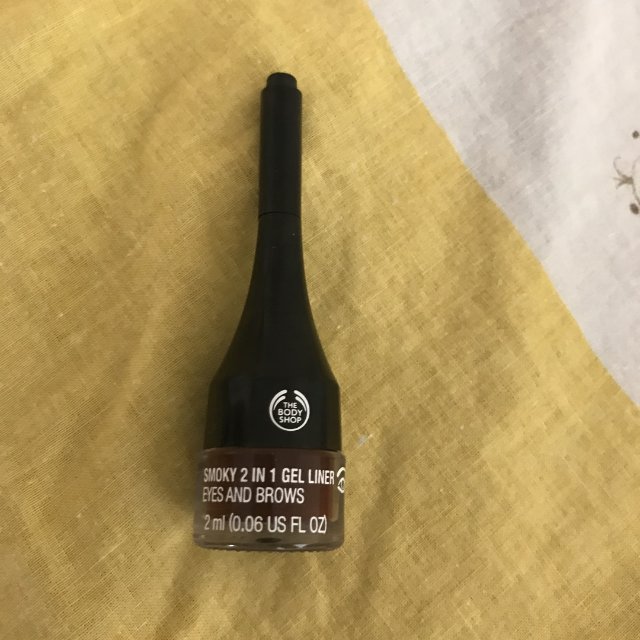 THE
BODY
SHOP
SMOKY 2 IN 1 GEL LINER
EYES AND BROWS
2 ml (0.06 US FL OZ)